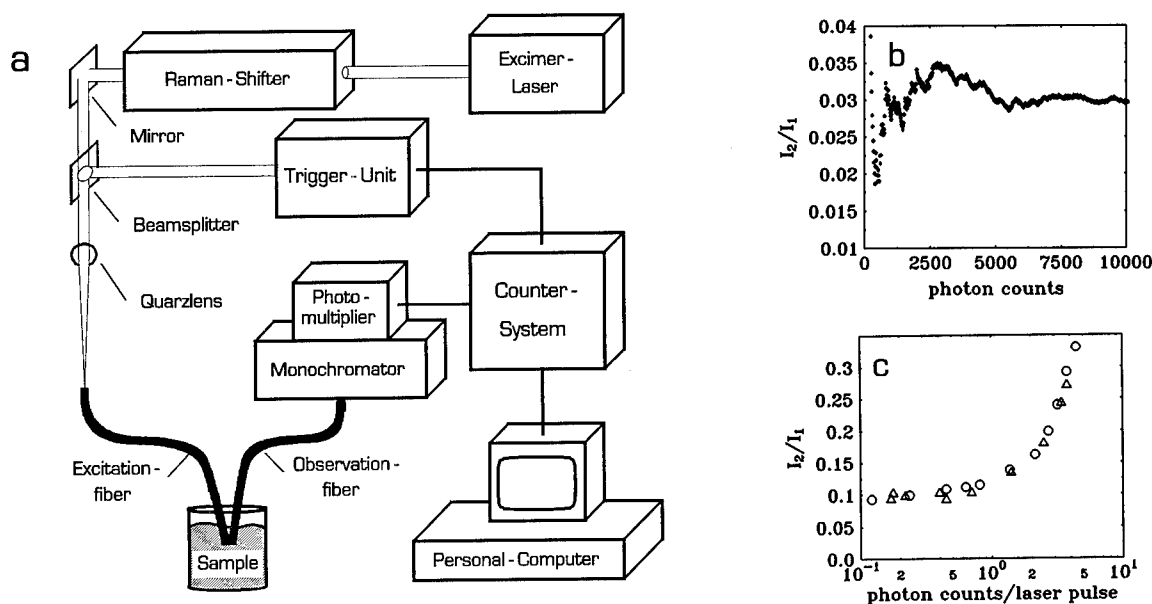 a
Raman-Shifter
Excimer-
Laser
Mirror
Trigger-Unit
Beamsplitter
Quarzlens
Photo-
multiplier
Monochromator
Counter-
System
Excitation-
fiber
Observation-
fiber
Sample
Personal-Computer
b
0.04
0.035
0.03
0.025
0.02
0.015
0.01
I₂/I₁
0 2500 5000 7500 10000
photon counts
c
0.3
0.25
0.2
0.15
0.1
0.05
0.0
I₂/I₁
10⁻¹ 2 5 10⁰ 2 5 10¹
photon counts/laser pulse